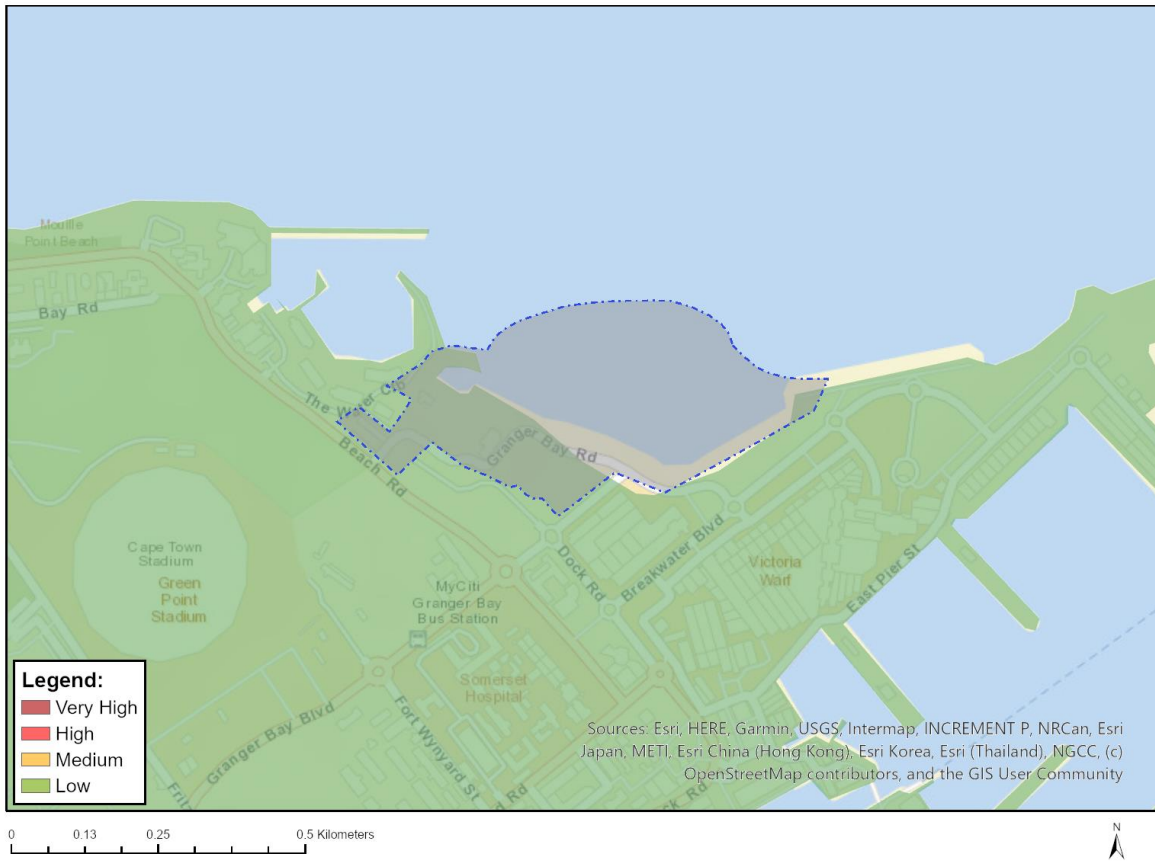 Mouille
Point Beach
Bay Rd
The Water Clb
Beach Rd
Granger Bay Rd
Cape Town
Stadium
Green
Point
Stadium
MyCiti
Granger Bay
Bus Station
Dock Rd
Breakwater Blvd
Victoria
Warf
East Pier St
Somerset
Hospital
Granger Bay Blvd
Fort Wynyard St
Fritz
Rd
ock Rd
Legend:
Very High
High
Medium
Low
Sources: Esri, HERE, Garmin, USGS, Intermap, INCREMENT P, NRCan, Esri
Japan, METI, Esri China (Hong Kong), Esri Korea, Esri (Thailand), NGCC, (c)
OpenStreetMap contributors, and the GIS User Community
0 0.13 0.25 0.5 Kilometers
N